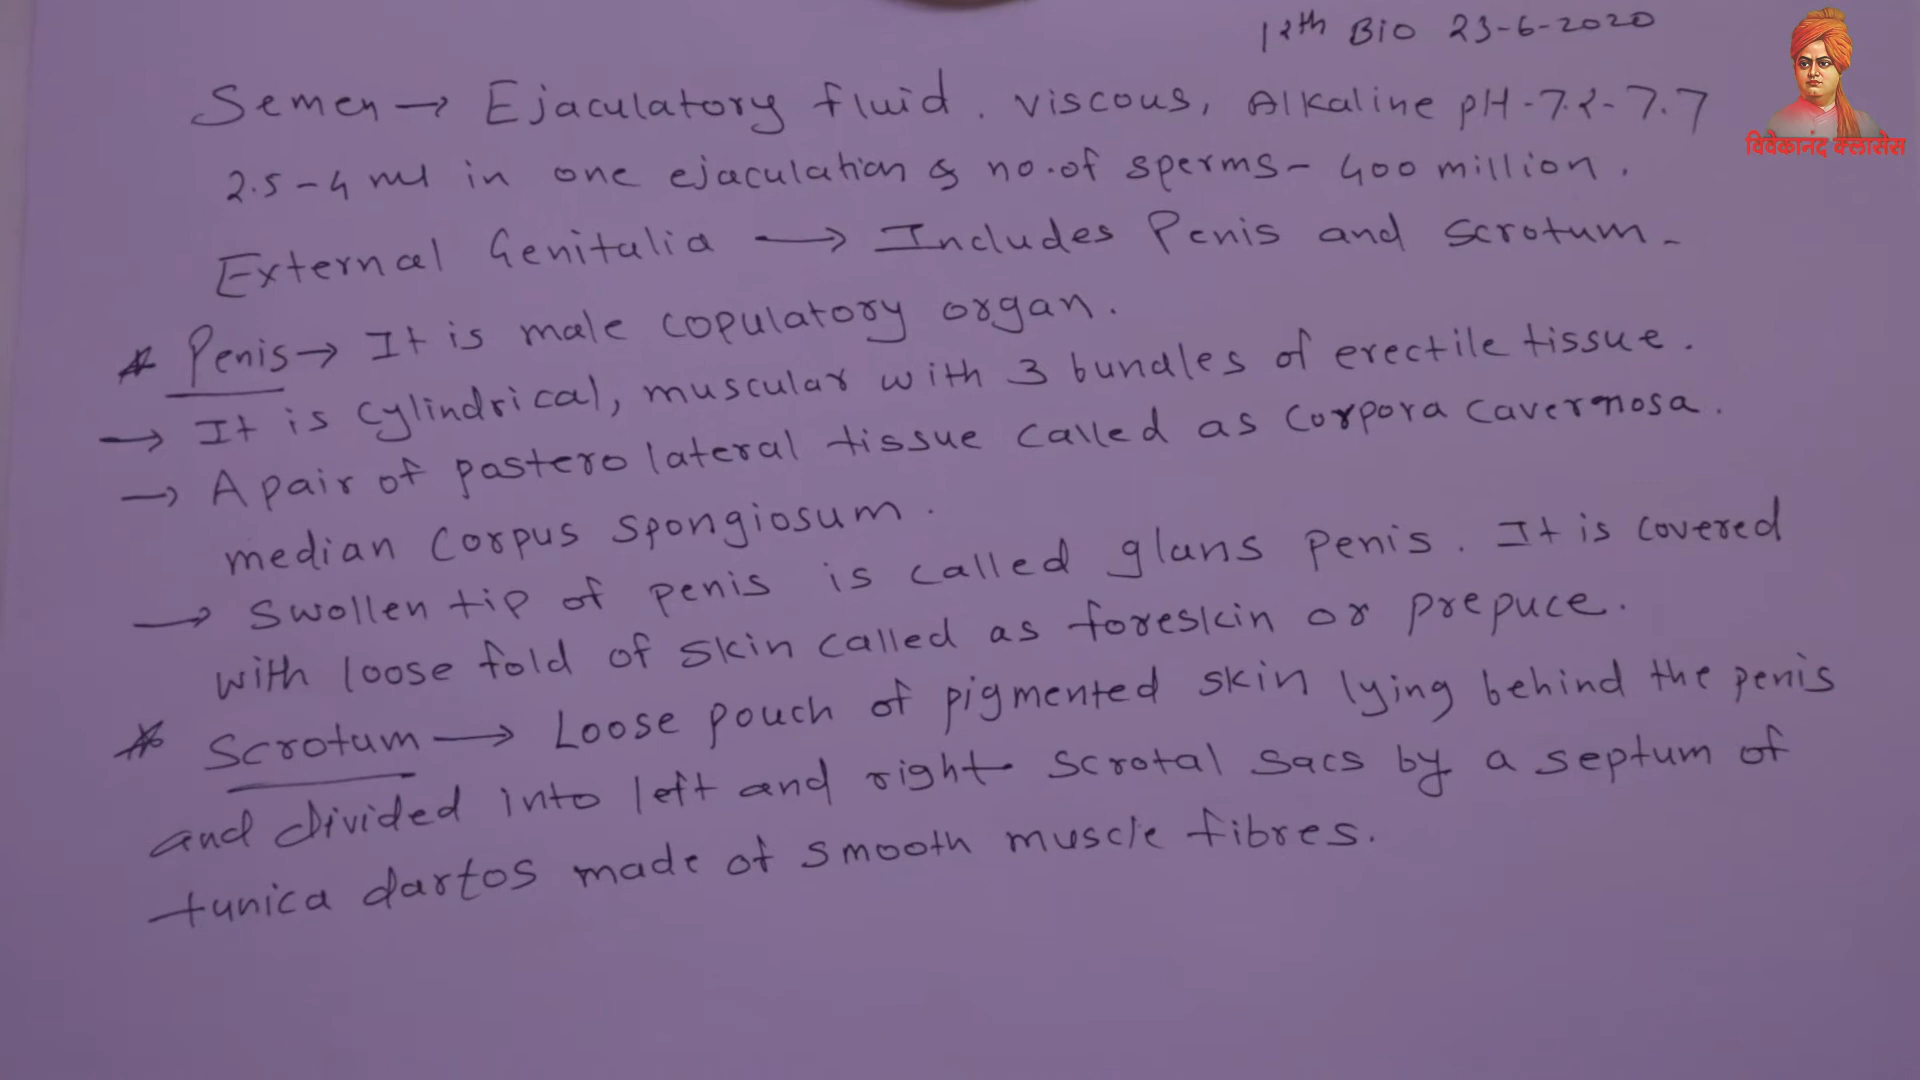 12th Bio 23-6-2020
विवेकानंद क्लासेस
Semen → Ejaculatory fluid. viscous, Alkaline pH-7.2-7.7
2.5-4 ml in one ejaculation & no.of sperms- 400 million.
External Genitalia → Includes Penis and scrotum.
* Penis → It is male copulatory organ.
→ It is cylindrical, muscular with 3 bundles of erectile tissue.
→ A pair of postero lateral tissue called as corpora cavernosa.
median Corpus spongiosum.
→ Swollen tip of penis is called glans penis. It is covered
with loose fold of skin called as foreskin or prepuce.
* Scrotum → Loose pouch of pigmented skin lying behind the penis
and divided into left and right scrotal sacs by a septum of
tunica dartos made of smooth muscle fibres.